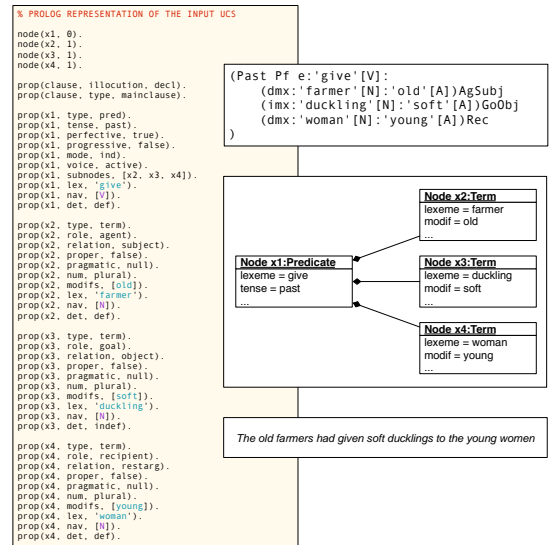 % PROLOG REPRESENTATION OF THE INPUT UCS
node(x1, 0).
node(x2, 1).
node(x3, 1).
node(x4, 1).
prop(clause, illocution, decl).
prop(clause, type, mainclause).
prop(x1, type, pred).
prop(x1, tense, past).
prop(x1, perfective, true).
prop(x1, progressive, false).
prop(x1, mode, ind).
prop(x1, voice, active).
prop(x1, subnodes, [x2, x3, x4]).
prop(x1, lex, 'give').
prop(x1, nav, [V]).
prop(x1, det, def).
prop(x2, type, term).
prop(x2, role, agent).
prop(x2, relation, subject).
prop(x2, proper, false).
prop(x2, pragmatic, null).
prop(x2, num, plural).
prop(x2, modifs, [old]).
prop(x2, lex, 'farmer').
prop(x2, nav, [N]).
prop(x2, det, def).
prop(x3, type, term).
prop(x3, role, goal).
prop(x3, relation, object).
prop(x3, proper, false).
prop(x3, pragmatic, null).
prop(x3, num, plural).
prop(x3, modifs, [soft]).
prop(x3, lex, 'duckling').
prop(x3, nav, [N]).
prop(x3, det, indef).
prop(x4, type, term).
prop(x4, role, recipient).
prop(x4, relation, restarg).
prop(x4, proper, false).
prop(x4, pragmatic, null).
prop(x4, num, plural).
prop(x4, modifs, [young]).
prop(x4, lex, 'woman').
prop(x4, nav, [N]).
prop(x4, det, def).
(Past Pf e:'give'[V]:
(dmx:'farmer'[N]:'old'[A])AgSubj
(imx:'duckling'[N]:'soft'[A])GoObj
(dmx:'woman'[N]:'young'[A])Rec
)
Node x1:Predicate
lexeme = give
tense = past
...
Node x2:Term
lexeme = farmer
modif = old
...
Node x3:Term
lexeme = duckling
modif = soft
...
Node x4:Term
lexeme = woman
modif = young
...
The old farmers had given soft ducklings to the young women